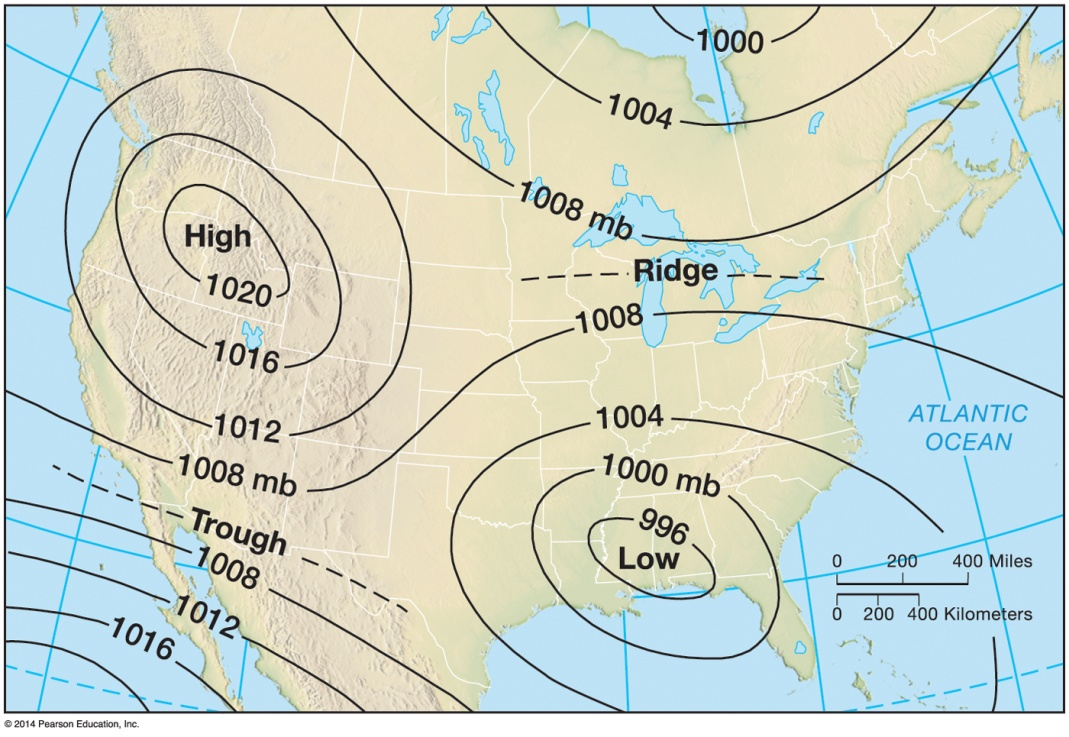 1000
1004
1008 mb
High
1020
Ridge
1008
1016
1012
1004
ATLANTIC
OCEAN
1008 mb
1000 mb
996
Low
Trough
1008
1012
1016
0 200 400 Miles
0 200 400 Kilometers
© 2014 Pearson Education, Inc.